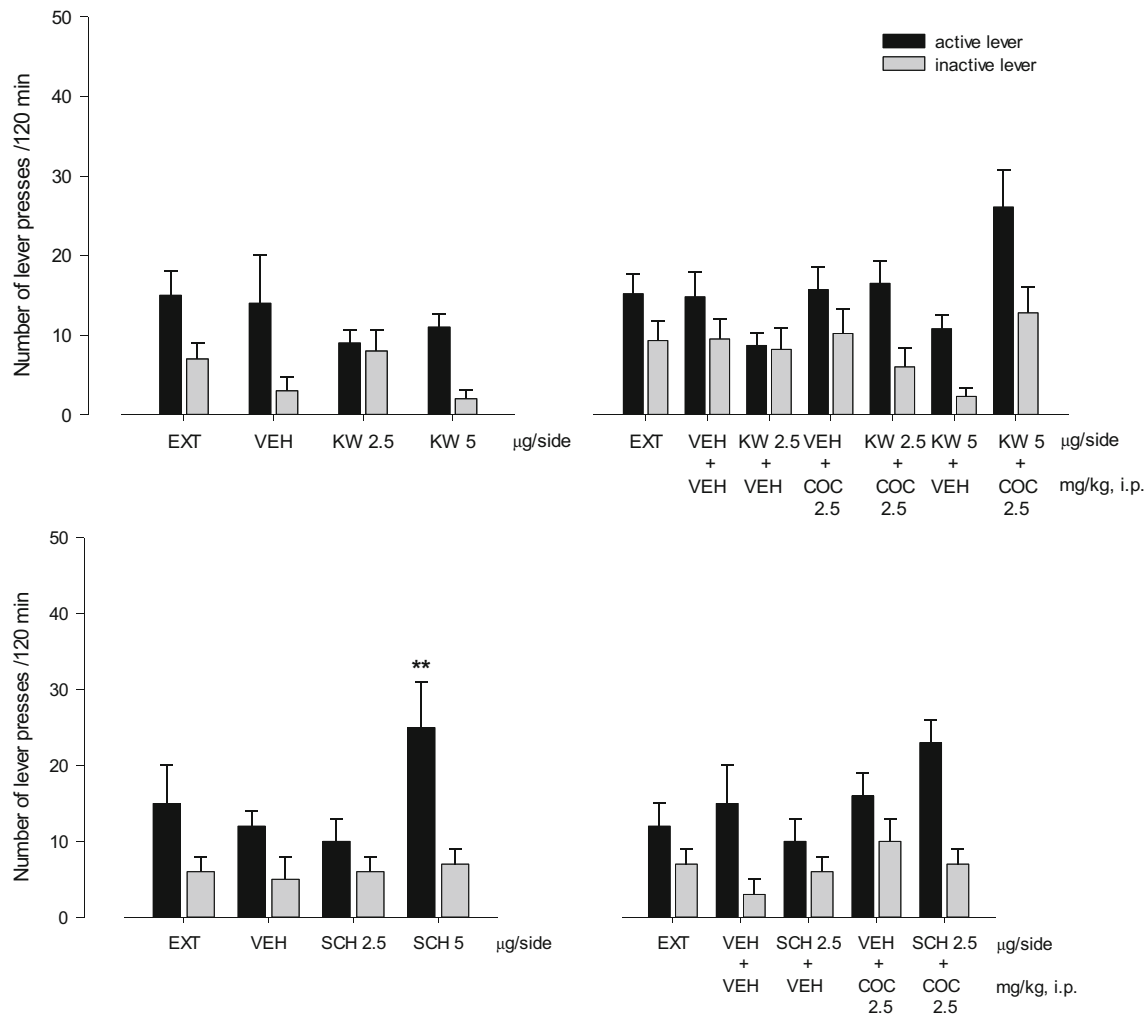 Number of lever presses /120 min
50
40
30
20
10
0
EXT VEH KW 2.5 KW 5 μg/side
active lever
inactive lever
EXT VEH KW 2.5 VEH KW 2.5 KW 5 KW 5 μg/side
+ + + + + +
VEH VEH COC COC VEH COC mg/kg, i.p.
2.5 2.5 2.5
Number of lever presses /120 min
50
40
30
20
10
0
**
EXT VEH SCH 2.5 SCH 5 μg/side
EXT VEH SCH 2.5 VEH SCH 2.5 μg/side
+ + + +
VEH VEH COC COC mg/kg, i.p.
2.5 2.5